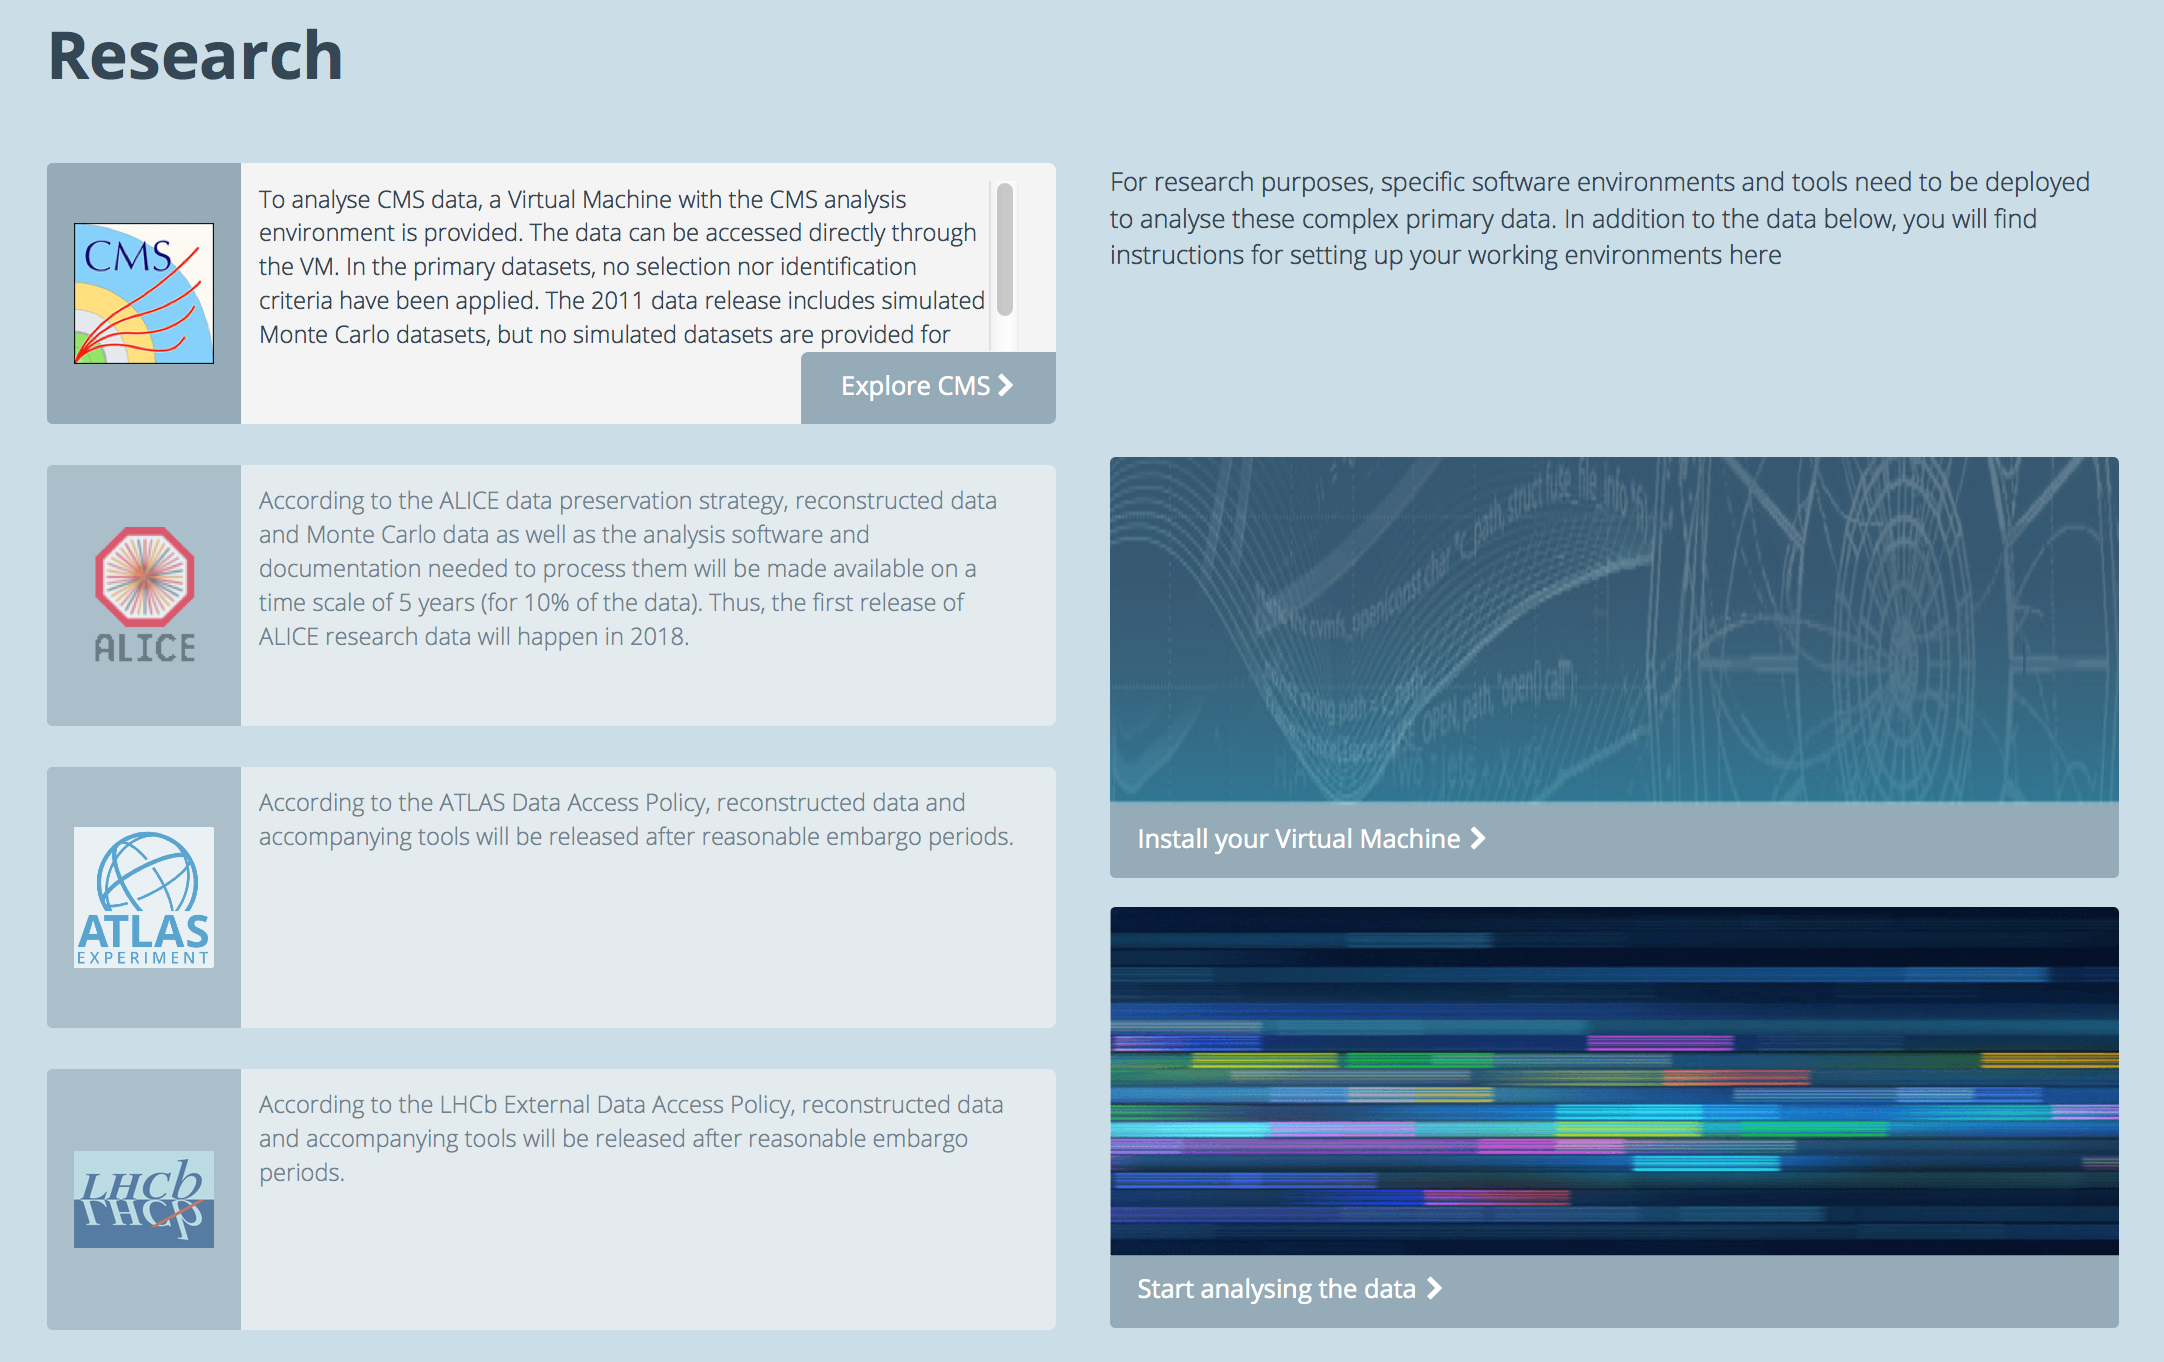 Research
CMS
To analyse CMS data, a Virtual Machine with the CMS analysis
environment is provided. The data can be accessed directly through
the VM. In the primary datasets, no selection nor identification
criteria have been applied. The 2011 data release includes simulated
Monte Carlo datasets, but no simulated datasets are provided for
Explore CMS
ALICE
According to the ALICE data preservation strategy, reconstructed data
and Monte Carlo data as well as the analysis software and
documentation needed to process them will be made available on a
time scale of 5 years (for 10% of the data). Thus, the first release of
ALICE research data will happen in 2018.
ATLAS
EXPERIMENT
According to the ATLAS Data Access Policy, reconstructed data and
accompanying tools will be released after reasonable embargo periods.
LHCb
According to the LHCb External Data Access Policy, reconstructed data
and accompanying tools will be released after reasonable embargo
periods.
For research purposes, specific software environments and tools need to be deployed
to analyse these complex primary data. In addition to the data below, you will find
instructions for setting up your working environments here
cvmfs_open(const char *c_path, struct fuse_file_info
Install your Virtual Machine
Start analysing the data